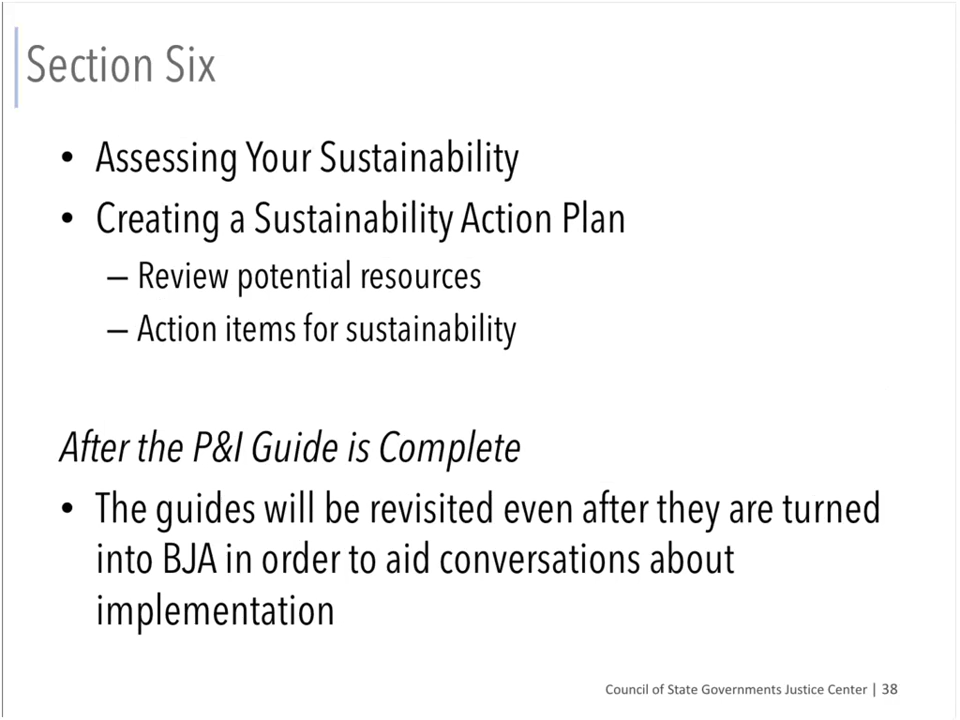 Section Six
• Assessing Your Sustainability
• Creating a Sustainability Action Plan
– Review potential resources
– Action items for sustainability
After the P&I Guide is Complete
• The guides will be revisited even after they are turned
into BJA in order to aid conversations about
implementation
Council of State Governments Justice Center | 38